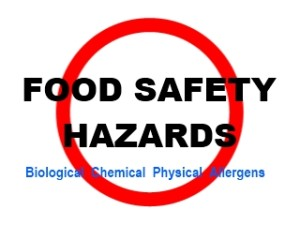 FOOD SAFETY
HAZARDS
Biological Chemical Physical Allergens